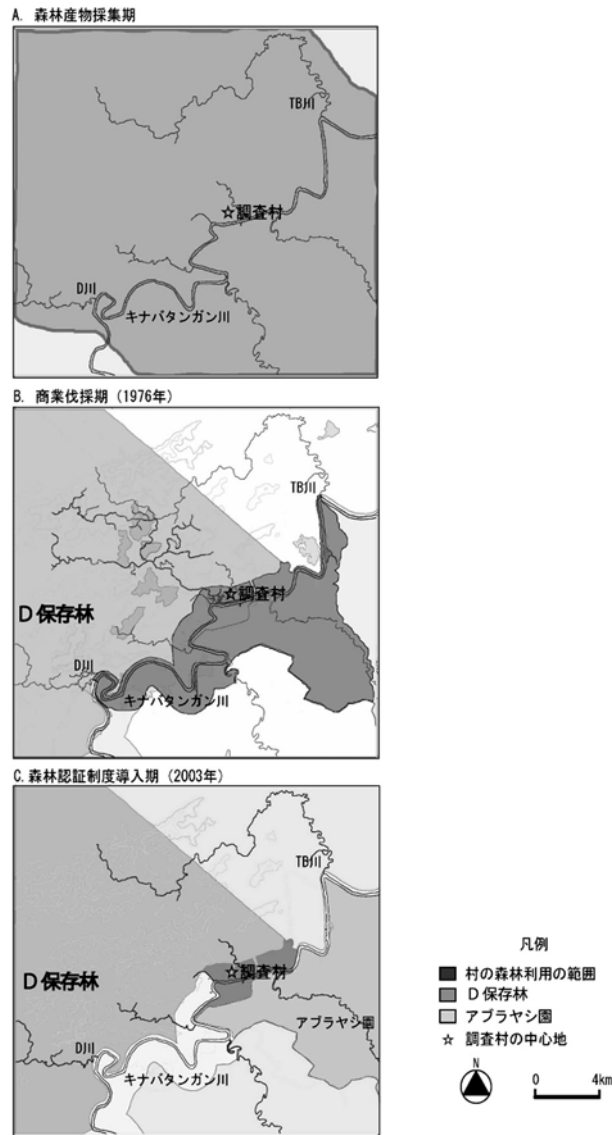 A. 森林産物採集期
TB川
☆調査村
DJ川
キナバタンガン川
B. 商業伐採期（1976年）
TB川
☆調査村
D保存林
DJ川
キナバタンガン川
C. 森林認証制度導入期（2003年）
TB川
D保存林
☆調査村
アブラヤシ園
DJ川
キナバタンガン川
凡例
村の森林利用の範囲
D保存林
アブラヤシ園
☆ 調査村の中心地
N
0 4km